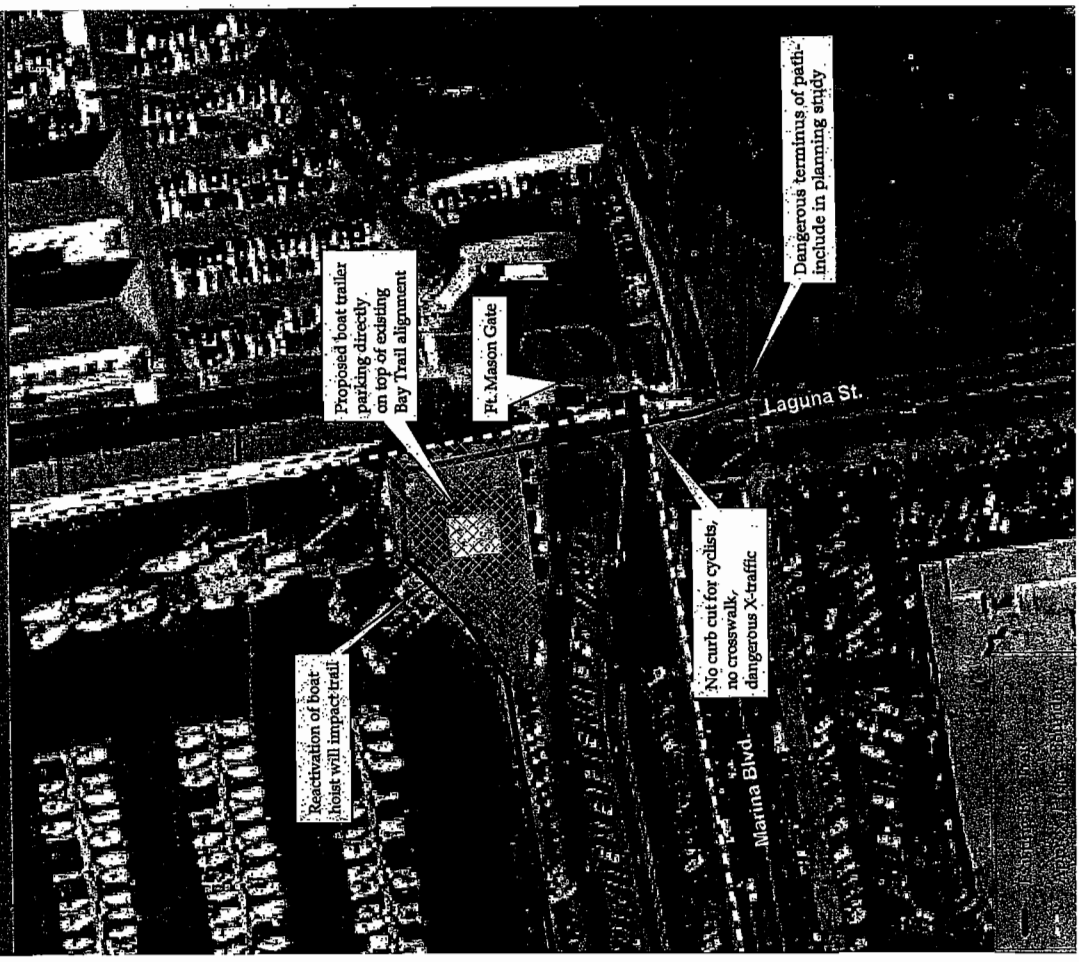 Dangerous terminus of path-
include in planning study
Proposed boat trailer
parking directly
on top of existing
Bay Trail alignment
Ft. Mason Gate
Laguna St.
Reactivation of boat
hoist will impact trail
No curb cut for cyclists,
no crosswalk,
dangerous X-traffic
Marina Blvd.